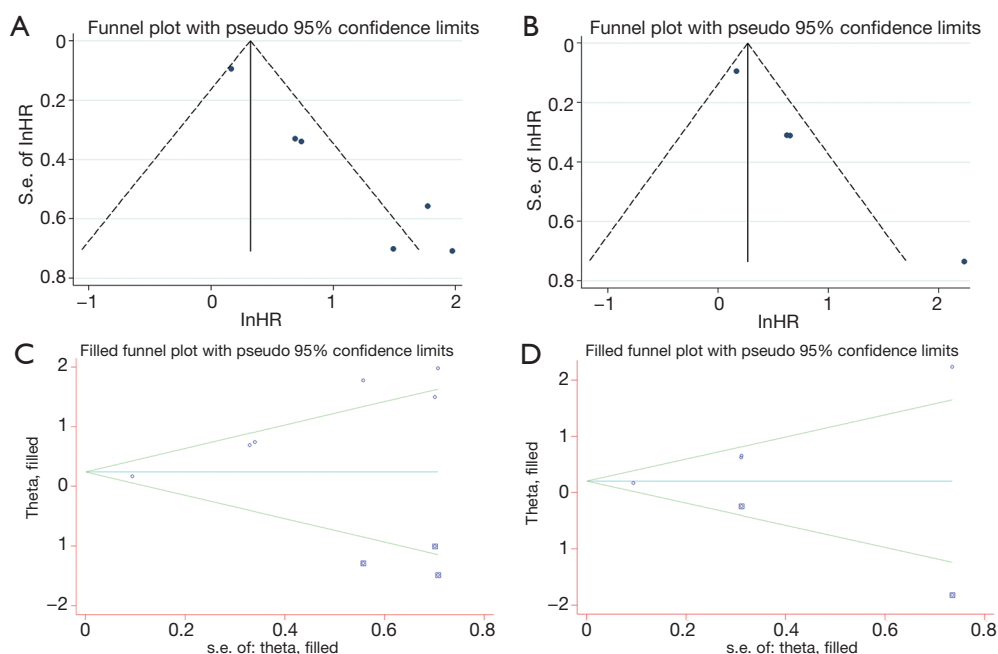 A
Funnel plot with pseudo 95% confidence limits
0
0.2
0.4
0.6
0.8
S.e. of lnHR
−1
0
1
2
lnHR
B
Funnel plot with pseudo 95% confidence limits
0
0.2
0.4
0.6
0.8
S.e. of lnHR
−1
0
1
2
lnHR
C
Filled funnel plot with pseudo 95% confidence limits
2
1
0
1
−2
Theta, filled
0
0.2
0.4
0.6
0.8
s.e. of: theta, filled
D
Filled funnel plot with pseudo 95% confidence limits
2
1
0
1
−2
Theta, filled
0
0.2
0.4
0.6
0.8
s.e. of: theta, filled